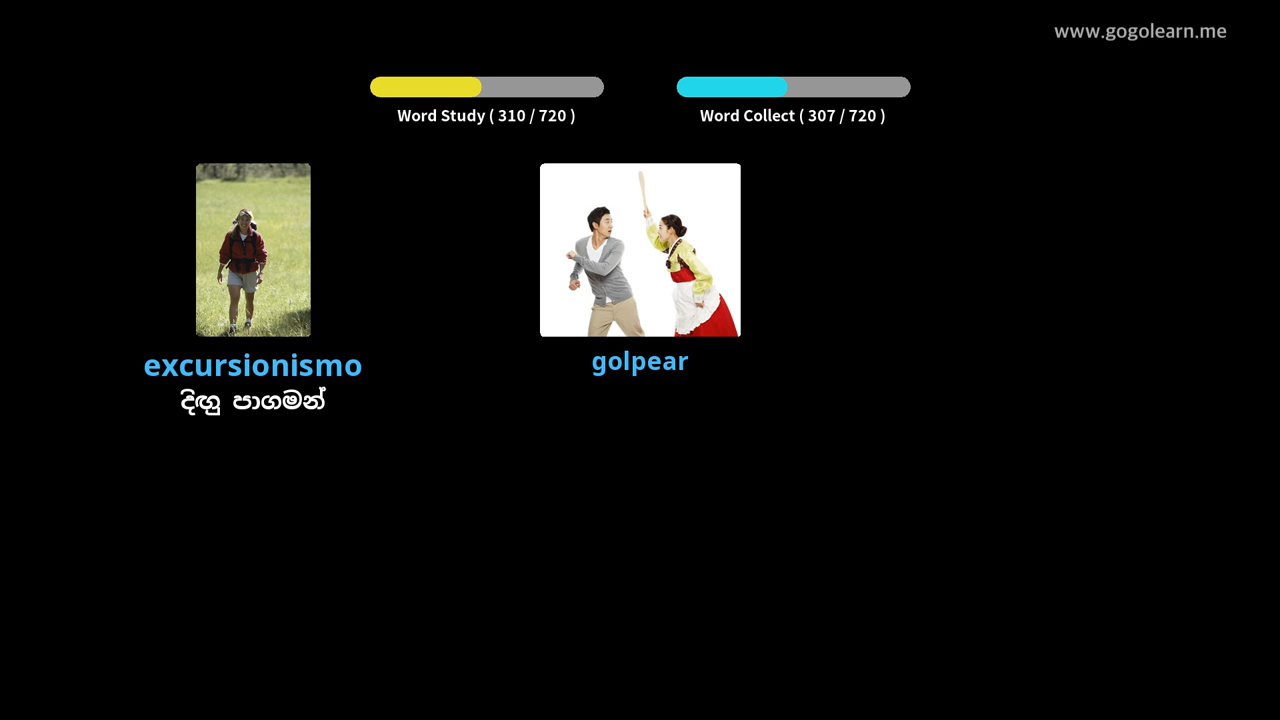 www.gogolearn.me
Word Study ( 310 / 720 )
Word Collect ( 307 / 720 )
excursionismo
දිඟු පාගමන්
golpear